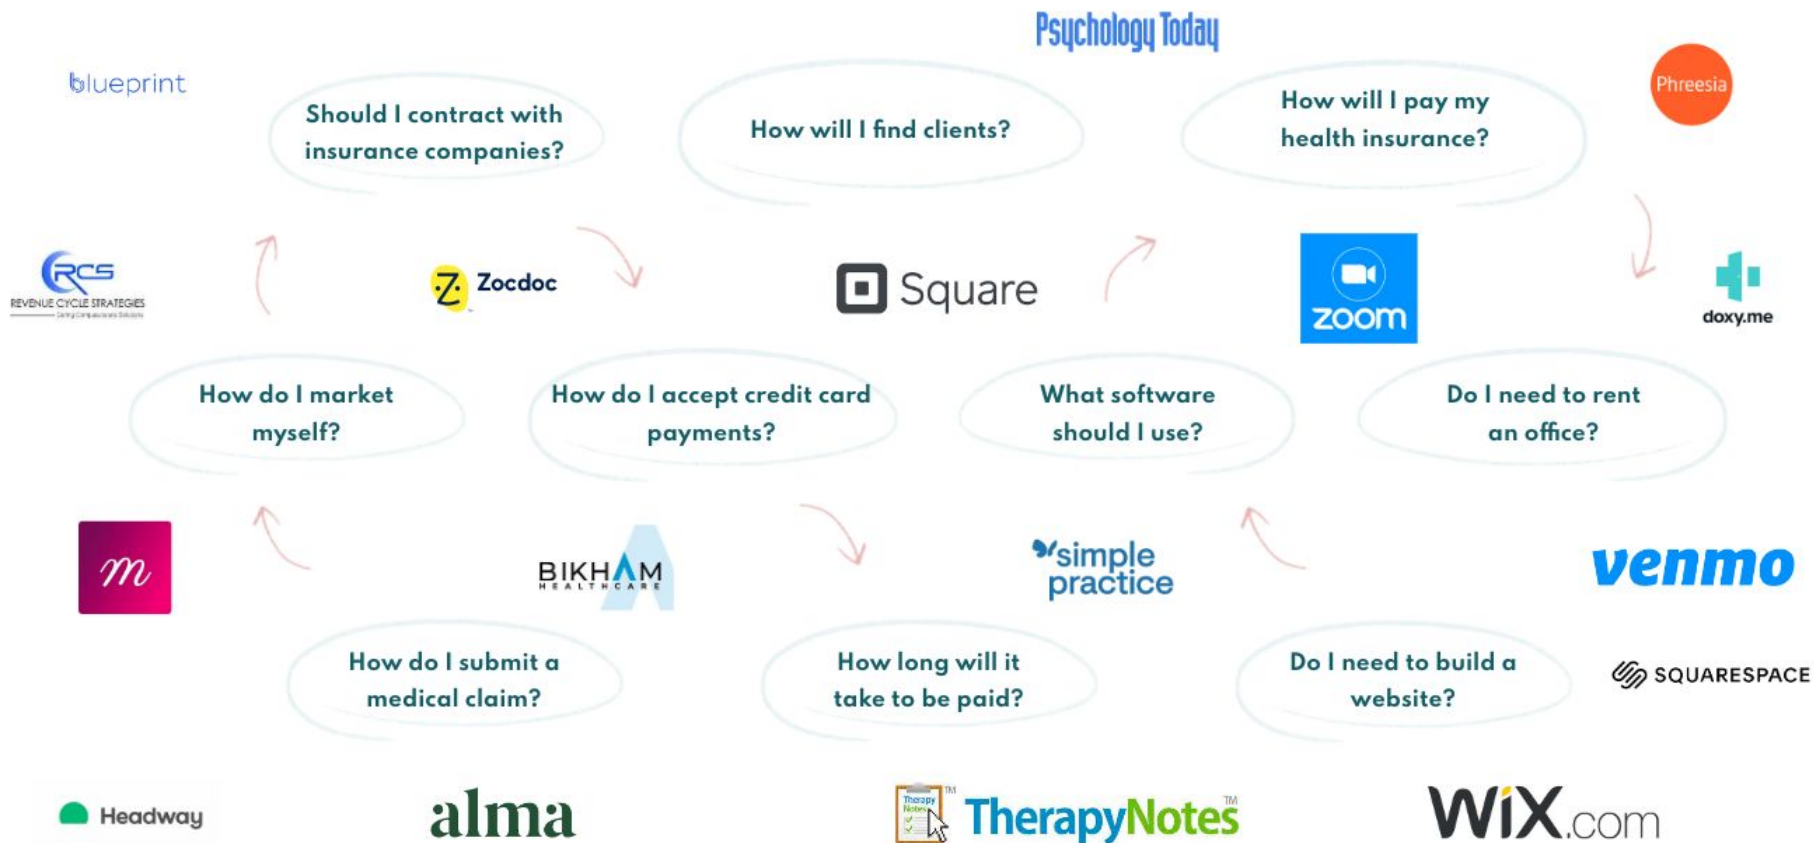 Psychology Today
blueprint
Should I contract with
insurance companies?
How will I find clients?
How will I pay my
health insurance?
Phreesia
RCS
REVENUE CYCLE STRATEGIES
Zocdoc
Square
zoom
doxy.me
How do I market
myself?
How do I accept credit card
payments?
What software
should I use?
Do I need to rent
an office?
m
BIKHAM
HEALTHCARE
simple
practice
venmo
How do I submit a
medical claim?
How long will it
take to be paid?
Do I need to build a
website?
SQUARESPACE
Headway
alma
Therapy
Notes
TM
TherapyNotes
TM
WiX.com